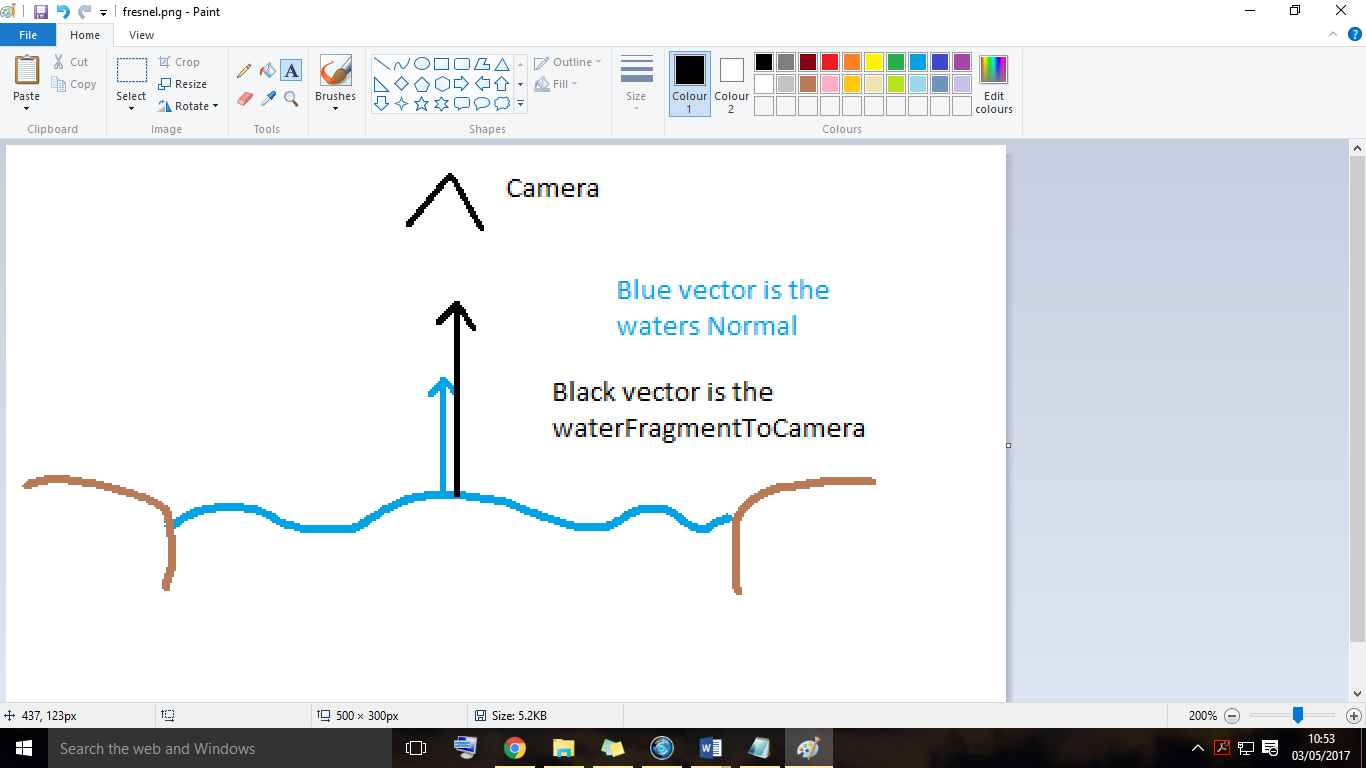 fresnel.png - Paint
File Home View
Paste
Cut
Copy
Clipboard
Select
Crop
Resize
Rotate
Image
A
Tools
Brushes
Outline
Fill
Shapes
Size
Colour
1
Colour
2
Edit
colours
Colours
Camera
Blue vector is the
waters Normal
Black vector is the
waterFragmentToCamera
437, 123px
500 × 300px
Size: 5.2KB
200%
Search the web and Windows
10:53
03/05/2017